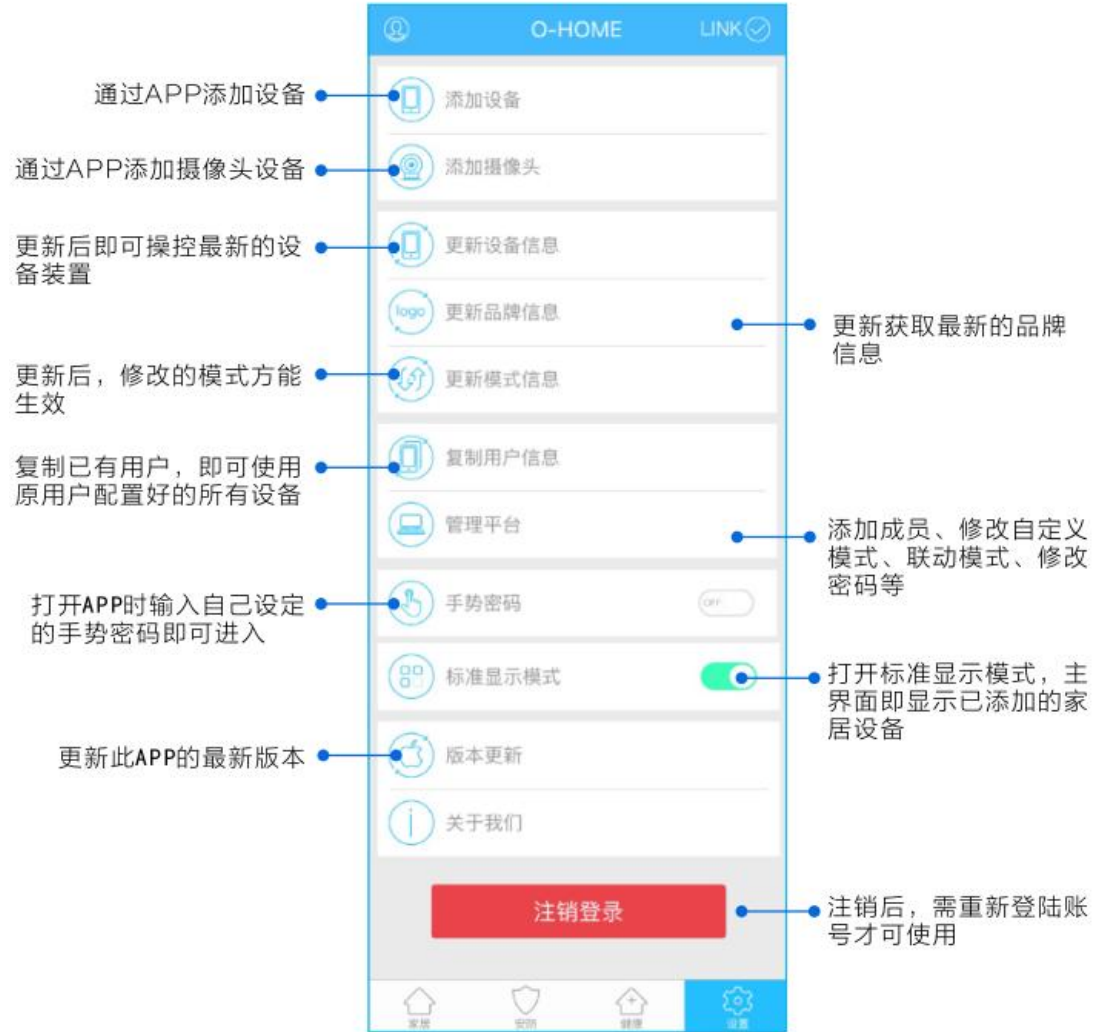 O-HOME
LINK
通过APP添加设备
添加设备
通过APP添加摄像头设备
添加摄像头
更新后即可操控最新的设
备装置
更新设备信息
logo
更新品牌信息
更新获取最新的品牌
信息
更新后，修改的模式方能
生效
更新模式信息
复制已有用户，即可使用
原用户配置好的所有设备
复制用户信息
管理平台
添加成员、修改自定义
模式、联动模式、修改
密码等
打开APP时输入自己设定
的手势密码即可进入
手势密码
OFF
标准显示模式
打开标准显示模式，主
界面即显示已添加的家
居设备
更新此APP的最新版本
版本更新
关于我们
注销登录
注销后，需重新登陆账
号才可使用
家居
安防
健康
设置